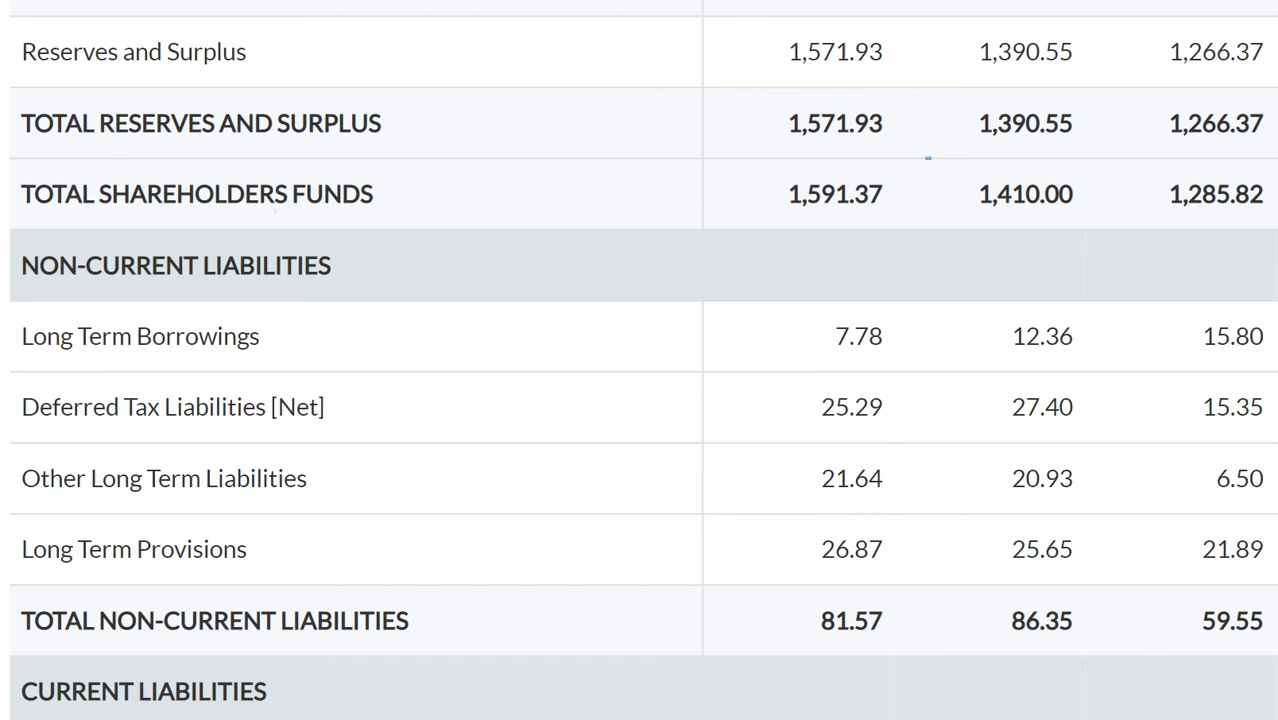 Reserves and Surplus 1,571.93 1,390.55 1,266.37
TOTAL RESERVES AND SURPLUS 1,571.93 1,390.55 1,266.37
TOTAL SHAREHOLDERS FUNDS 1,591.37 1,410.00 1,285.82
NON-CURRENT LIABILITIES
Long Term Borrowings 7.78 12.36 15.80
Deferred Tax Liabilities [Net] 25.29 27.40 15.35
Other Long Term Liabilities 21.64 20.93 6.50
Long Term Provisions 26.87 25.65 21.89
TOTAL NON-CURRENT LIABILITIES 81.57 86.35 59.55
CURRENT LIABILITIES